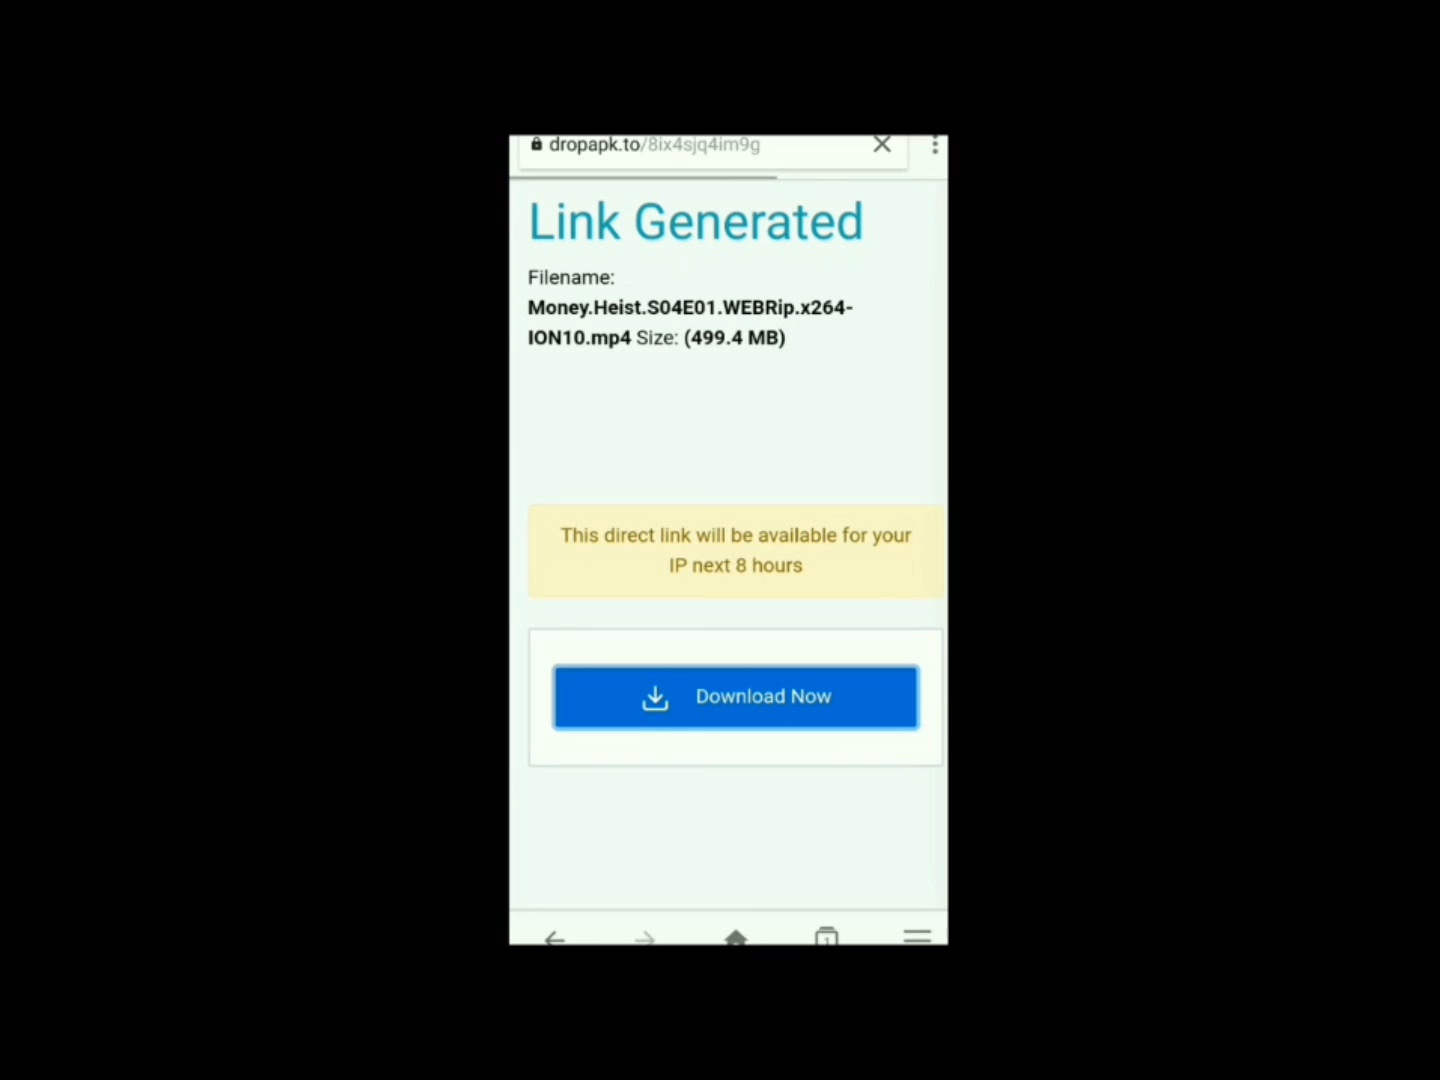 dropapk.to/8ix4sjq4im9g
Link Generated
Filename:
Money.Heist.S04E01.WEBRip.x264-
ION10.mp4 Size: (499.4 MB)
This direct link will be available for your
IP next 8 hours
Download Now
1